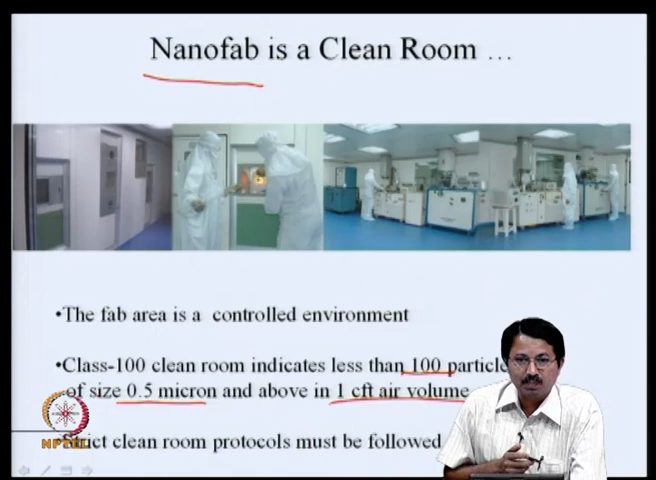 Nanofab is a Clean Room ...
•The fab area is a controlled environment
•Class-100 clean room indicates less than 100 particle
of size 0.5 micron and above in 1 cft air volume
Strict clean room protocols must be followed
NPTEL